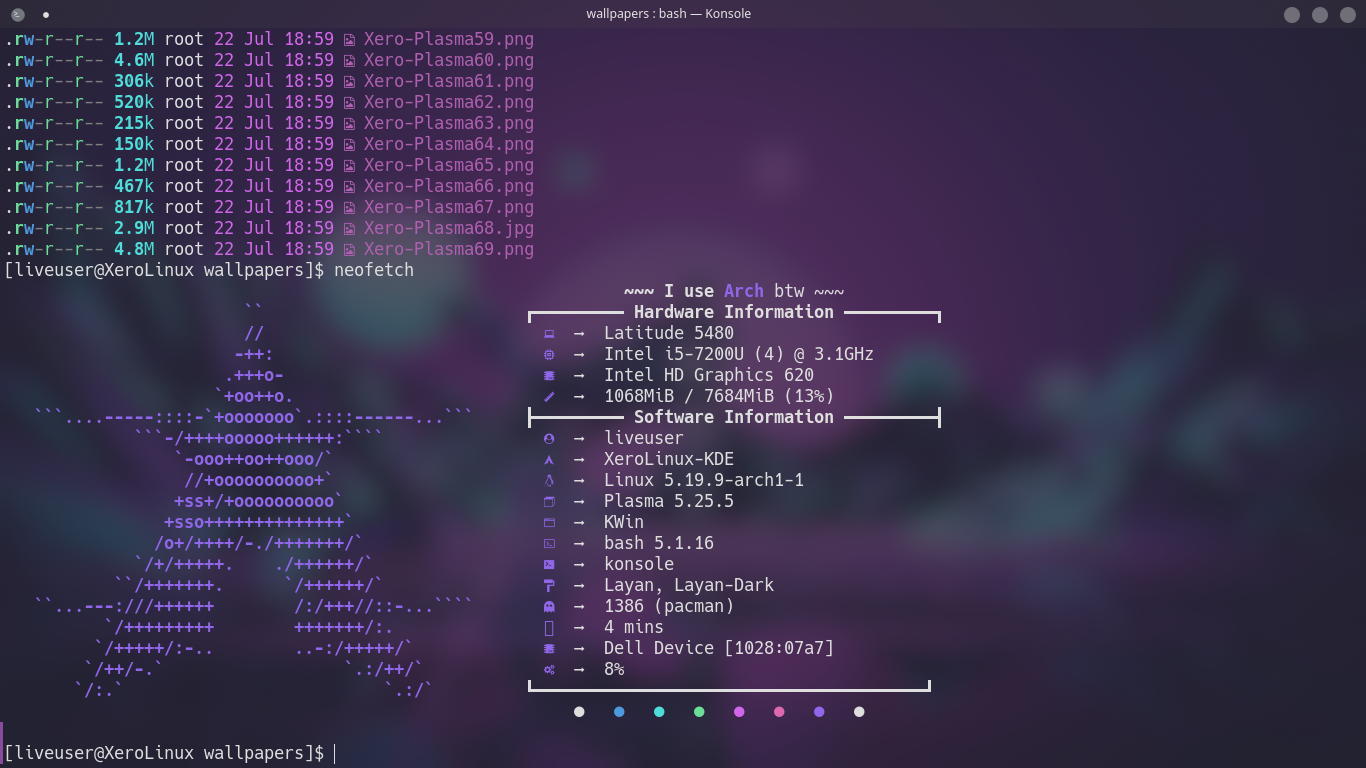 wallpapers : bash — Konsole
.rw-r--r-- 1.2M root 22 Jul 18:59 Xero-Plasma59.png
.rw-r--r-- 4.6M root 22 Jul 18:59 Xero-Plasma60.png
.rw-r--r-- 306k root 22 Jul 18:59 Xero-Plasma61.png
.rw-r--r-- 520k root 22 Jul 18:59 Xero-Plasma62.png
.rw-r--r-- 215k root 22 Jul 18:59 Xero-Plasma63.png
.rw-r--r-- 150k root 22 Jul 18:59 Xero-Plasma64.png
.rw-r--r-- 1.2M root 22 Jul 18:59 Xero-Plasma65.png
.rw-r--r-- 467k root 22 Jul 18:59 Xero-Plasma66.png
.rw-r--r-- 817k root 22 Jul 18:59 Xero-Plasma67.png
.rw-r--r-- 2.9M root 22 Jul 18:59 Xero-Plasma68.jpg
.rw-r--r-- 4.8M root 22 Jul 18:59 Xero-Plasma69.png
[liveuser@XeroLinux wallpapers]$ neofetch
~~~ I use Arch btw ~~~
Hardware Information
→ Latitude 5480
→ Intel i5-7200U (4) @ 3.1GHz
→ Intel HD Graphics 620
→ 1068MiB / 7684MiB (13%)
Software Information
→ liveuser
→ XeroLinux-KDE
→ Linux 5.19.9-arch1-1
→ Plasma 5.25.5
→ KWin
→ bash 5.1.16
→ konsole
→ Layan, Layan-Dark
→ 1386 (pacman)
→ 4 mins
→ Dell Device [1028:07a7]
→ 8%
[liveuser@XeroLinux wallpapers]$